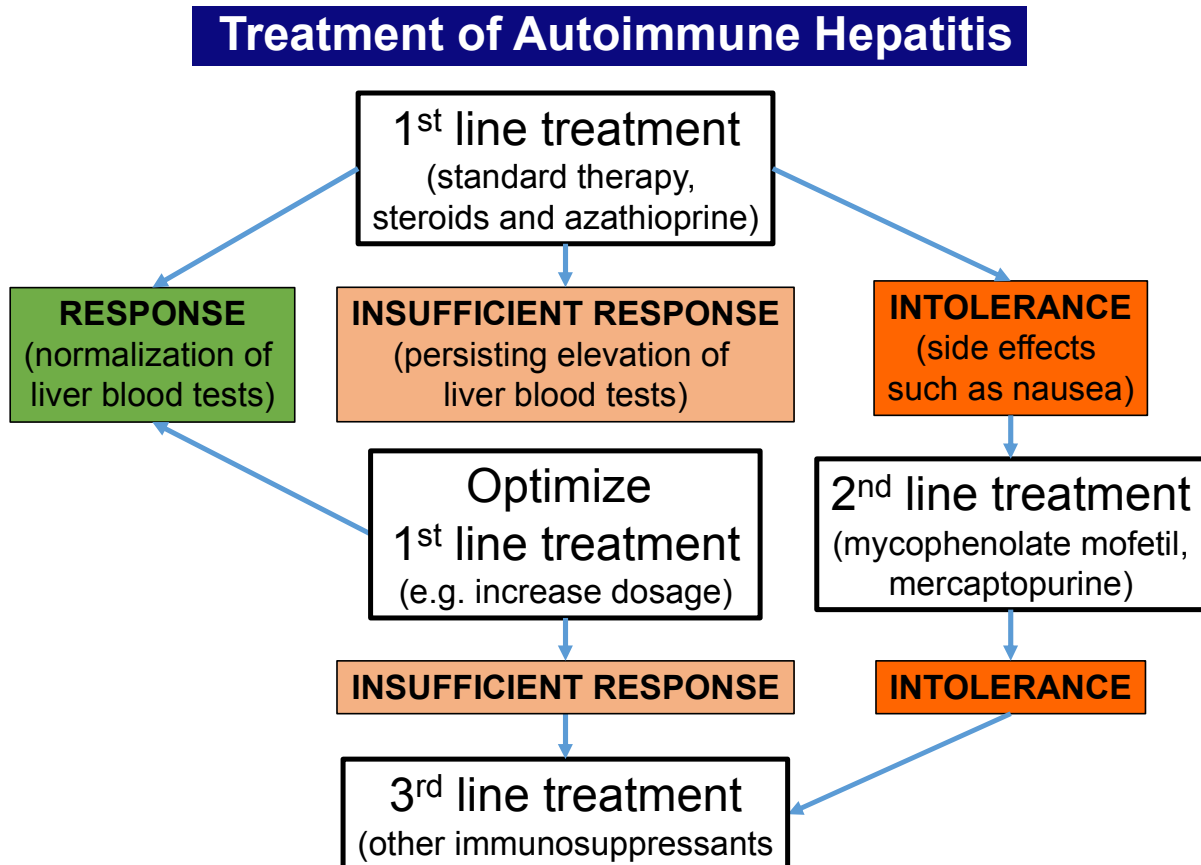 Treatment of Autoimmune Hepatitis
1st line treatment
(standard therapy,
steroids and azathioprine)
RESPONSE
(normalization of
liver blood tests)
INSUFFICIENT RESPONSE
(persisting elevation of
liver blood tests)
INTOLERANCE
(side effects
such as nausea)
Optimize
1st line treatment
(e.g. increase dosage)
2nd line treatment
(mycophenolate mofetil,
mercaptopurine)
INSUFFICIENT RESPONSE
INTOLERANCE
3rd line treatment
(other immunosuppressants